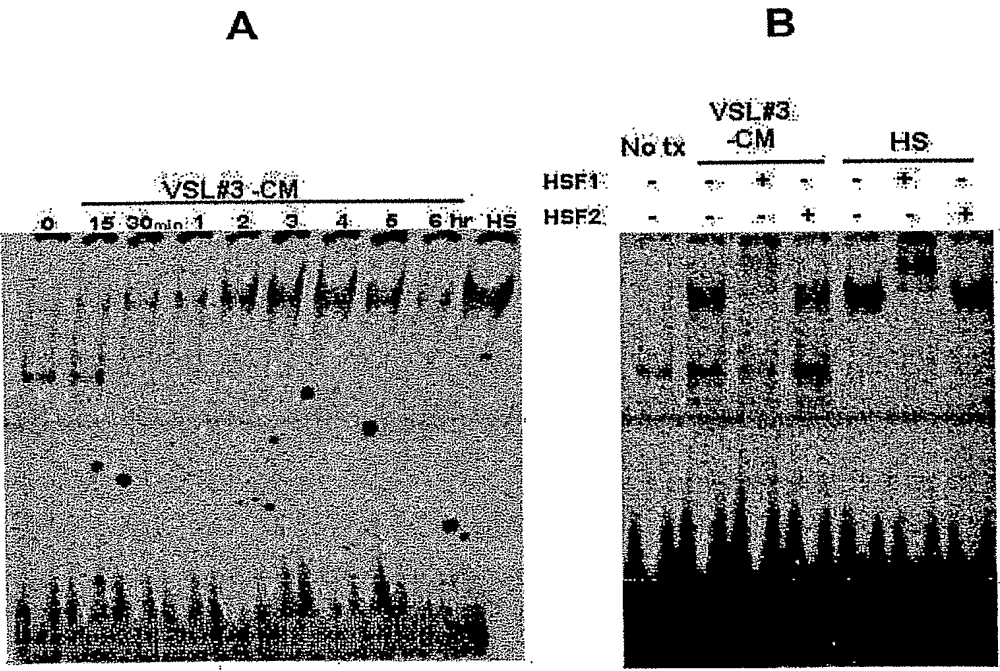 A
VSL#3 -CM
0 15 30min 1 2 3 4 5 6 hr HS
B
VSL#3
-CM
No tx
HS
HSF1 - - + - - + -
HSF2 - - - + - - +